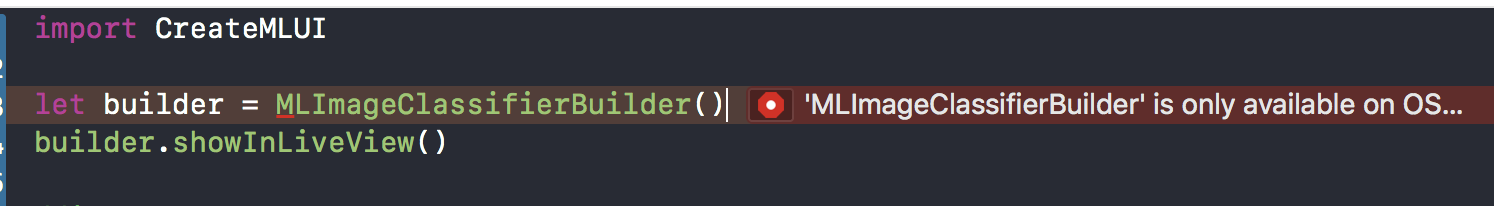 import CreateMLUI
let builder = MLImageClassifierBuilder() 'MLImageClassifierBuilder' is only available on OS...
builder.showInLiveView()